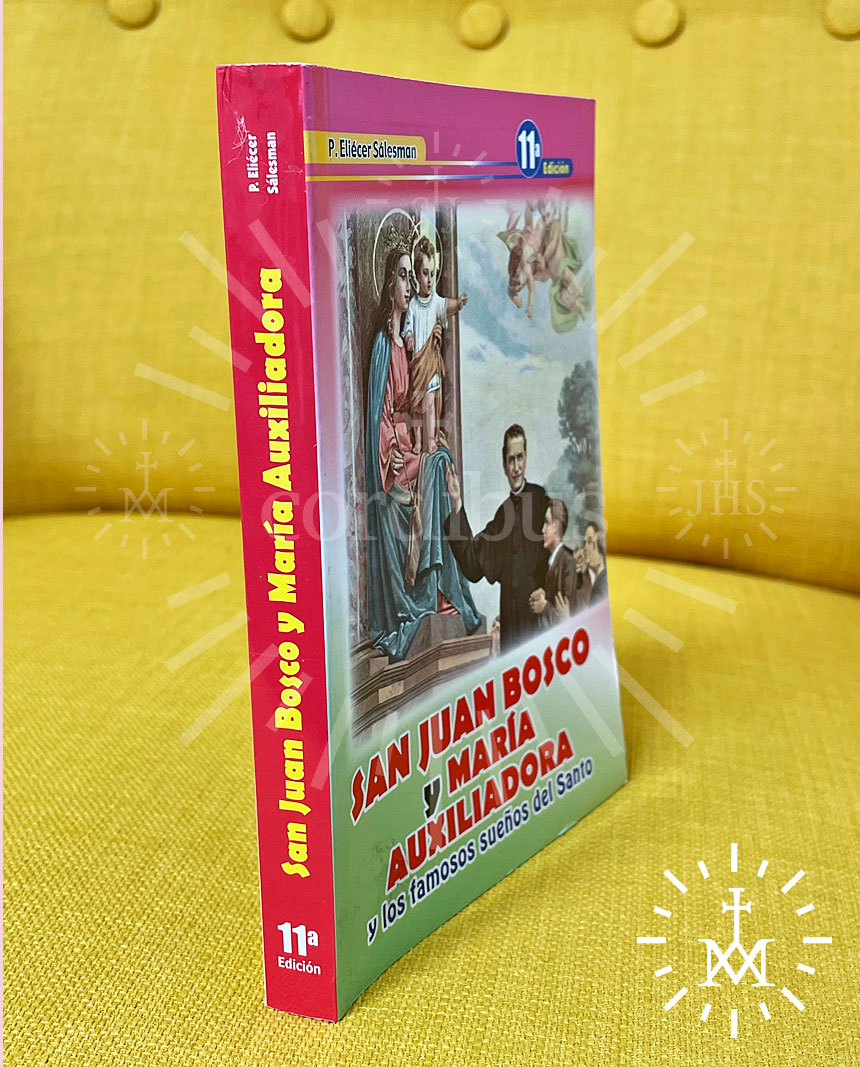 P. Eliécer
Sálesman
San Juan Bosco y María Auxiliadora
11a
Edición
P. Eliécer Sálesman
11a
Edición
SAN JUAN BOSCO
y MARÍA
AUXILIADORA
y los famosos sueños del Santo
cordibus
JHS